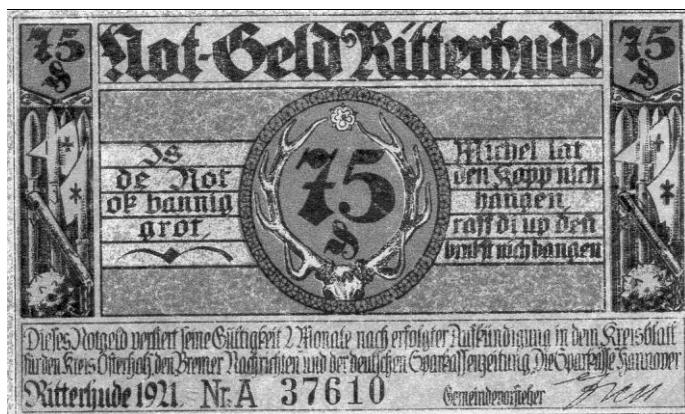 75 ₰
Not-Geld Ritterhude
75 ₰
Is
de Not
ok bannig
grot,
75
₰
Michel lat
den Kopp nich
hangen,
raff di up den
brukst nich bangen
Dieses Notgeld verliert seine Gültigkeit 2 Monate nach erfolgter Aufkündigung in dem Kreisblatt
für den Kreis Osterholz, den Bremer Nachrichten und der deutschen Sparkassenzeitung. Die Sparkasse Hannover
Ritterhude 1921. Nr. A 37610 Gemeindevorsteher